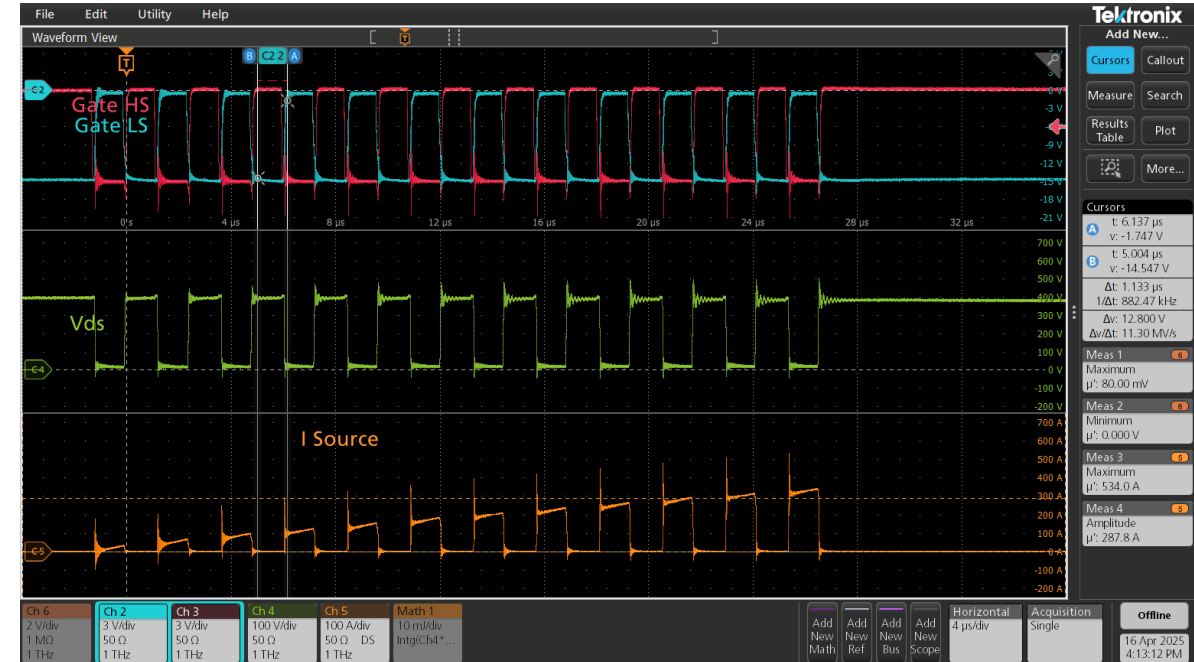 File Edit Utility Help
Tektronix
Waveform View
Add New...
T
B C2 2 A
Cursors Callout
C2
Gate HS
Gate LS
-3 V
-9 V
-12 V
-15 V
-18 V
-21 V
0 s 4 µs 8 µs 12 µs 16 µs 20 µs 24 µs 28 µs 32 µs
Measure Search
Results Table Plot
More...
700 V
600 V
500 V
400 V
300 V
200 V
100 V
0 V
-100 V
-200 V
Vds
C4
700 A
600 A
500 A
400 A
300 A
200 A
100 A
0 A
-100 A
-200 A
I Source
C5
Cursors
A t: 6.137 µs
v: -1.747 V
B t: 5.004 µs
v: -14.547 V
Δt: 1.133 µs
1/Δt: 882.47 kHz
Δv: 12.800 V
Δv/Δt: 11.30 MV/s
Meas 1 6
Maximum
µ': 80.00 mV
Meas 2 6
Minimum
µ': 0.000 V
Meas 3 5
Maximum
µ': 534.0 A
Meas 4 5
Amplitude
µ': 287.8 A
Ch 6
2 V/div
1 MΩ
1 THz
Ch 2
3 V/div
50 Ω
1 THz
Ch 3
3 V/div
50 Ω
1 THz
Ch 4
100 V/div
50 Ω
1 THz
Ch 5
100 A/div
50 Ω DS
1 THz
Math 1
10 mJ/div
Intg(Ch4*...
Add New Math
Add New Ref
Add New Bus
Add New Scope
Horizontal
4 µs/div
Acquisition
Single
Offline
16 Apr 2025
4:13:12 PM